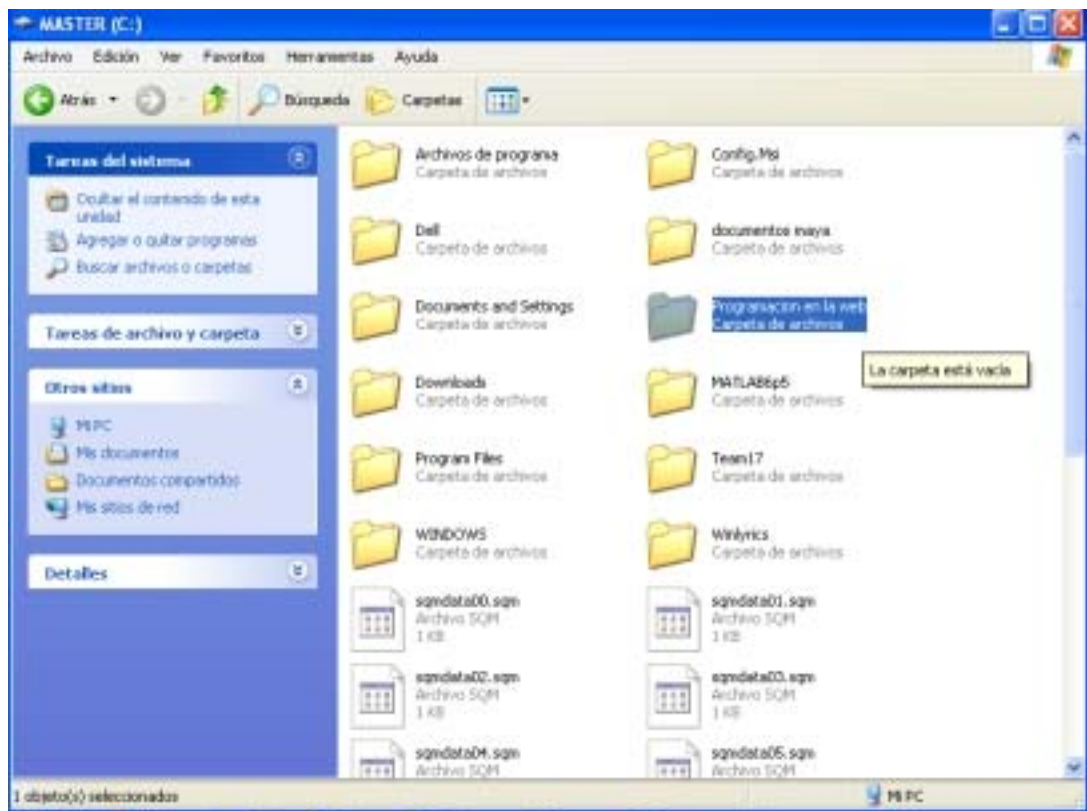 MASTER (C:)
Archivo Edición Ver Favoritos Herramientas Ayuda
Atrás Búsqueda Carpetas
Tareas del sistema
Ocultar el contenido de esta
unidad
Agregar o quitar programas
Buscar archivos o carpetas
Tareas de archivo y carpeta
Otros sitios
Mi PC
Mis documentos
Documentos compartidos
Mis sitios de red
Detalles
Archivos de programa
Carpeta de archivos
Config.Msi
Carpeta de archivos
Dell
Carpeta de archivos
documentos maya
Carpeta de archivos
Documents and Settings
Carpeta de archivos
Programacion en la web
Carpeta de archivos
La carpeta está vacía
Downloads
Carpeta de archivos
MATLAB6p5
Carpeta de archivos
Program Files
Carpeta de archivos
Team17
Carpeta de archivos
WINDOWS
Carpeta de archivos
Winlyrics
Carpeta de archivos
sqmdata00.sqm
Archivo SQM
1 KB
sqmdata01.sqm
Archivo SQM
1 KB
sqmdata02.sqm
Archivo SQM
1 KB
sqmdata03.sqm
Archivo SQM
1 KB
sqmdata04.sqm
Archivo SQM
sqmdata05.sqm
Archivo SQM
1 objeto(s) seleccionados
Mi PC